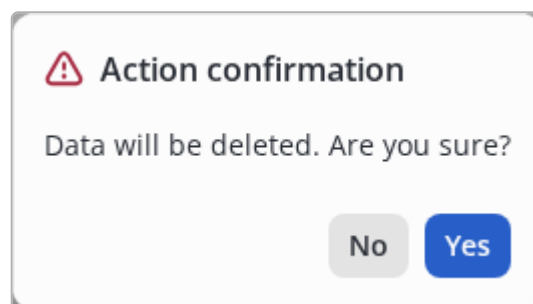 Action confirmation
Data will be deleted. Are you sure?
No Yes